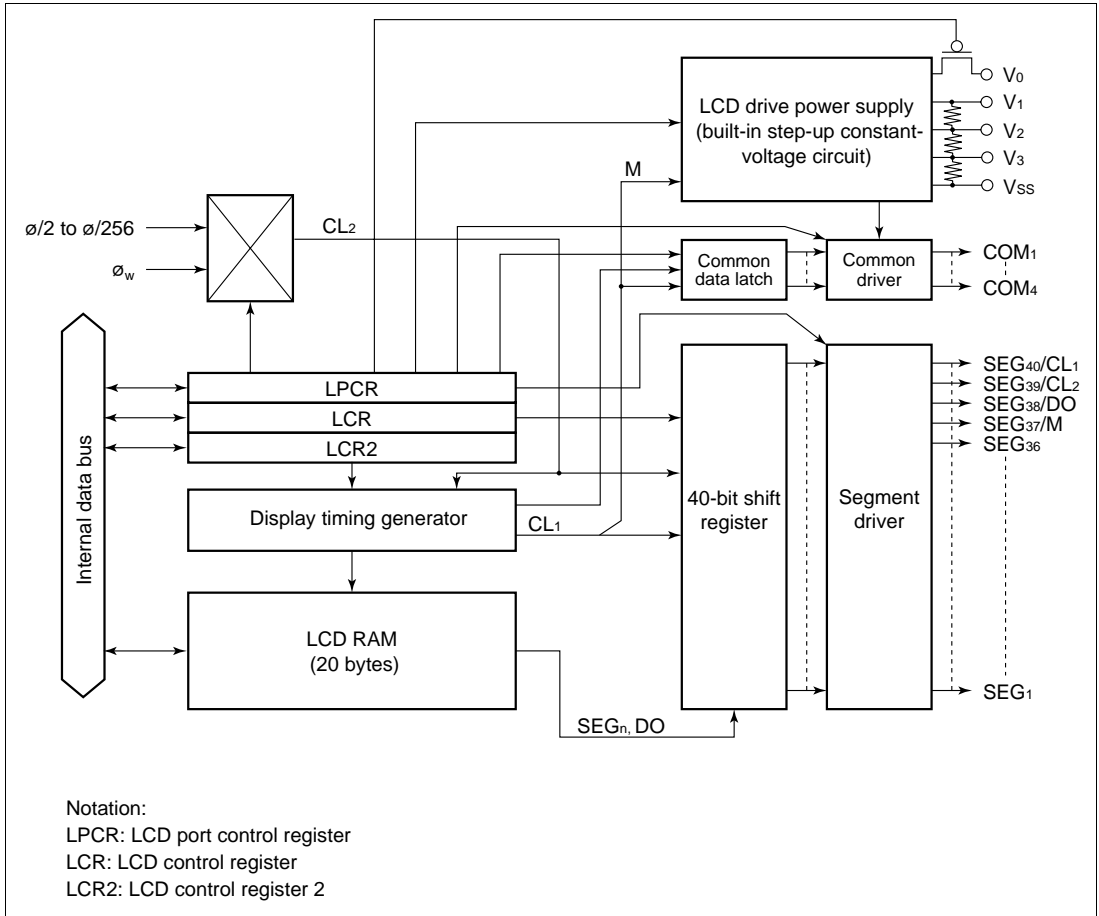 V0
LCD drive power supply
(built-in step-up constant-
voltage circuit)
V1
V2
V3
VSS
M
ø/2 to ø/256
CL2
øw
Common
data latch
Common
driver
COM1
COM4
Internal data bus
LPCR
LCR
LCR2
Display timing generator
CL1
LCD RAM
(20 bytes)
SEGn, DO
40-bit shift
register
Segment
driver
SEG40/CL1
SEG39/CL2
SEG38/DO
SEG37/M
SEG36
SEG1
Notation:
LPCR: LCD port control register
LCR: LCD control register
LCR2: LCD control register 2